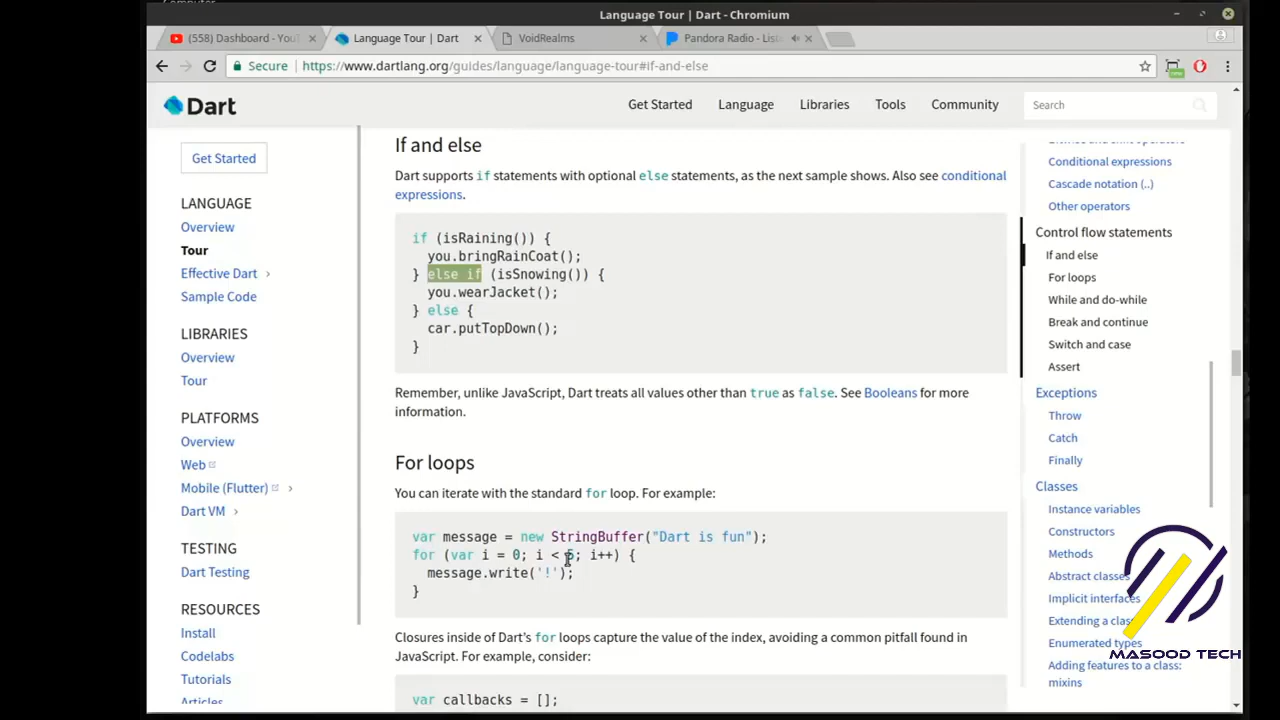 Language Tour | Dart - Chromium
(558) Dashboard - You
Language Tour | Dart
VoidRealms
Pandora Radio - List
Secure | https://www.dartlang.org/guides/language/language-tour#if-and-else
new
Dart
Get Started
Language
Libraries
Tools
Community
Search
Get Started
LANGUAGE
Overview
Tour
Effective Dart
Sample Code
LIBRARIES
Overview
Tour
PLATFORMS
Overview
Web
Mobile (Flutter)
Dart VM
TESTING
Dart Testing
RESOURCES
Install
Codelabs
Tutorials
Articles
If and else
Dart supports if statements with optional else statements, as the next sample shows. Also see conditional
expressions.
if (isRaining()) {
you.bringRainCoat();
} else if (isSnowing()) {
you.wearJacket();
} else {
car.putTopDown();
}
Remember, unlike JavaScript, Dart treats all values other than true as false. See Booleans for more
information.
For loops
You can iterate with the standard for loop. For example:
var message = new StringBuffer("Dart is fun");
for (var i = 0; i < 5; i++) {
message.write('!');
}
Closures inside of Dart's for loops capture the value of the index, avoiding a common pitfall found in
JavaScript. For example, consider:
var callbacks = [];
Conditional expressions
Cascade notation (..)
Other operators
Control flow statements
If and else
For loops
While and do-while
Break and continue
Switch and case
Assert
Exceptions
Throw
Catch
Finally
Classes
Instance variables
Constructors
Methods
Abstract classes
Implicit interfaces
Extending a clas
Enumerated types
Adding features to a class:
mixins
MASOOD TECH